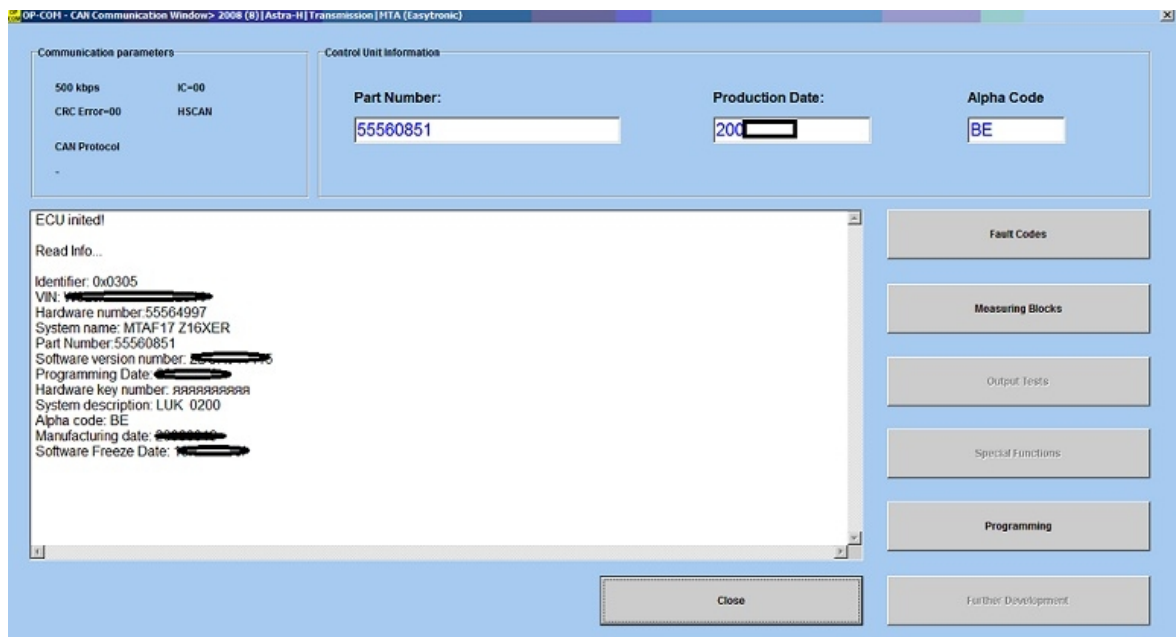 OP-COM - CAN Communication Window> 2008 (8)|Astra-H|Transmission|MTA (Easytronic)
Communication parameters
500 kbps IC=00
CRC Error=00 HSCAN
CAN Protocol
-
Control Unit Information
Part Number: Production Date: Alpha Code
55560851 200 BE
ECU inited!
Read Info...
Identifier: 0x0305
VIN:
Hardware number:55564997
System name: MTAF17 Z16XER
Part Number:55560851
Software version number:
Programming Date:
Hardware key number: яяяяяяяяяя
System description: LUK 0200
Alpha code: BE
Manufacturing date:
Software Freeze Date:
Fault Codes
Measuring Blocks
Output Tests
Special Functions
Programming
Close
Further Development